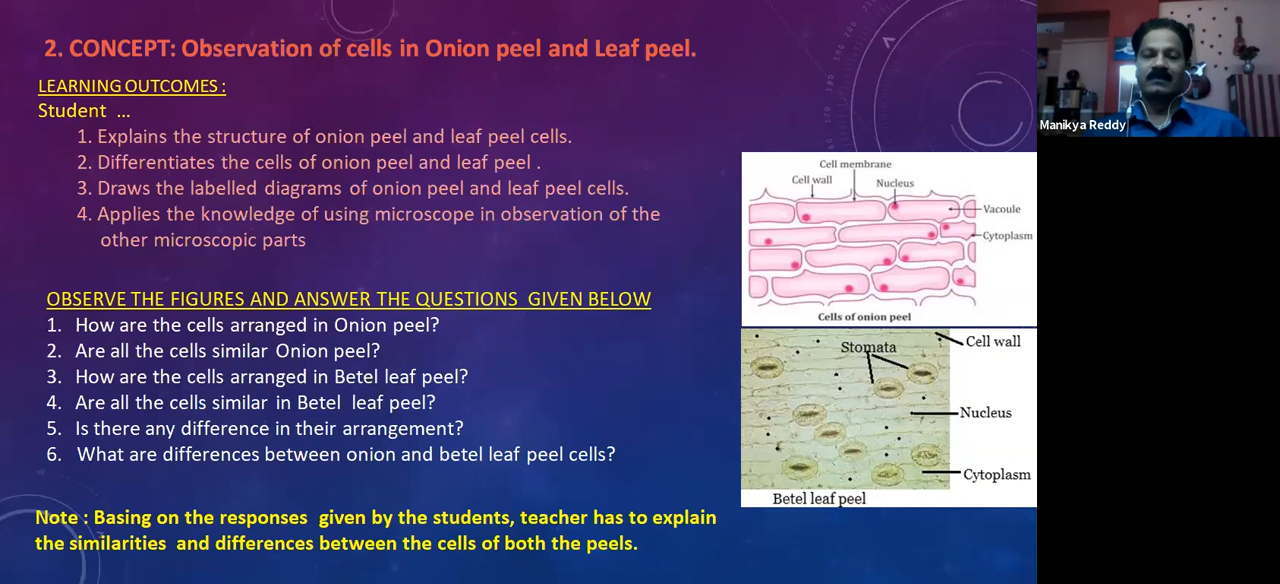 2. CONCEPT: Observation of cells in Onion peel and Leaf peel.
LEARNING OUTCOMES :
Student ...
1. Explains the structure of onion peel and leaf peel cells.
2. Differentiates the cells of onion peel and leaf peel .
3. Draws the labelled diagrams of onion peel and leaf peel cells.
4. Applies the knowledge of using microscope in observation of the
other microscopic parts
OBSERVE THE FIGURES AND ANSWER THE QUESTIONS GIVEN BELOW
1. How are the cells arranged in Onion peel?
2. Are all the cells similar Onion peel?
3. How are the cells arranged in Betel leaf peel?
4. Are all the cells similar in Betel leaf peel?
5. Is there any difference in their arrangement?
6. What are differences between onion and betel leaf peel cells?
Note : Basing on the responses given by the students, teacher has to explain
the similarities and differences between the cells of both the peels.
Cell membrane
Cell wall
Nucleus
Vacoule
Cytoplasm
Cells of onion peel
Stomata
Cell wall
Nucleus
Cytoplasm
Betel leaf peel
Manikya Reddy